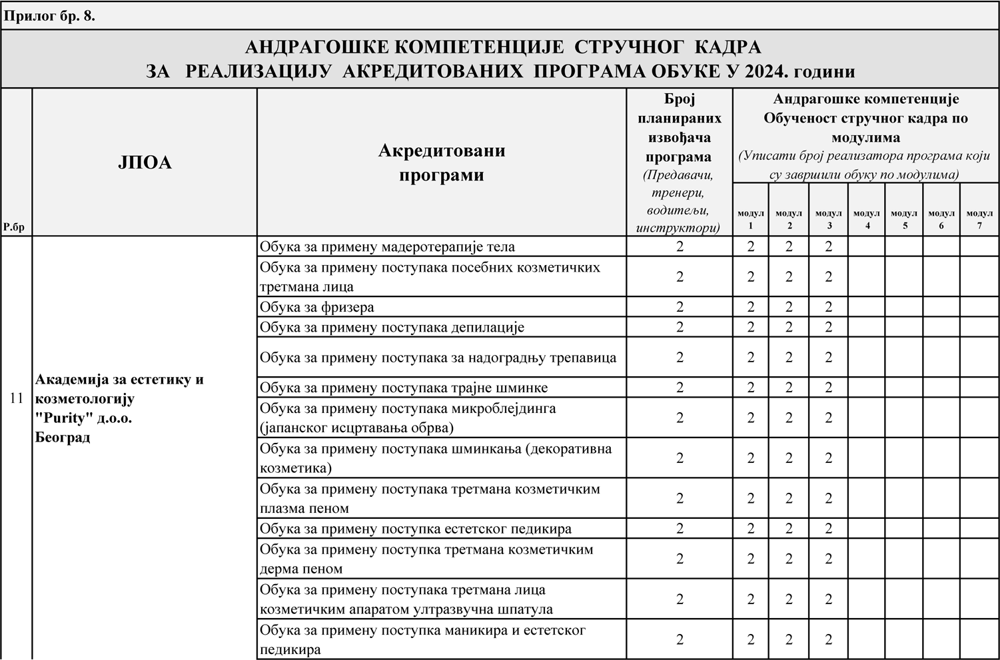 Прилог бр. 8.
АНДРАГОШКЕ КОМПЕТЕНЦИЈЕ СТРУЧНОГ КАДРА
ЗА РЕАЛИЗАЦИЈУ АКРЕДИТОВАНИХ ПРОГРАМА ОБУКЕ У 2024. години
Р.бр
ЈПОА
Акредитовани
програми
Број
планираних
извођача
програма
(Предавачи,
тренери,
водитељи,
инструктори)
Андрагошке компетенције
Обученост стручног кадра по
модулима
(Уписати број реализатора програма који
су завршили обуку по модулима)
модул
1
модул
2
модул
3
модул
4
модул
5
модул
6
модул
7
11
Академија за естетику и
козметологију
"Purity" д.о.о.
Београд
Обука за примену мадеротерапије тела
2 2 2 2
Обука за примену поступака посебних козметичких
третмана лица
2 2 2 2
Обука за фризера
2 2 2 2
Обука за примену поступака депилације
2 2 2 2
Обука за примену поступака за надоградњу трепавица
2 2 2 2
Обука за примену поступака трајне шминке
2 2 2 2
Обука за примену поступака микроблејдинга
(јапанског исцртавања обрва)
2 2 2 2
Обука за примену поступака шминкања (декоративна
козметика)
2 2 2 2
Обука за примену поступака третмана козметичким
плазма пеном
2 2 2 2
Обука за примену поступка естетског педикира
2 2 2 2
Обука за примену поступка третмана козметичким
дерма пеном
2 2 2 2
Обука за примену поступака третмана лица
козметичким апаратом ултразвучна шпатула
2 2 2 2
Обука за примену поступка маникира и естетског
педикира
2 2 2 2